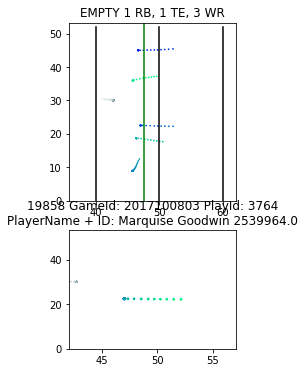 EMPTY 1 RB, 1 TE, 3 WR
50
40
30
20
10
0
40 50 60
19858 GameId: 2017100803 PlayId: 3764
PlayerName + ID: Marquise Goodwin 2539964.0
40
20
0
45 50 55